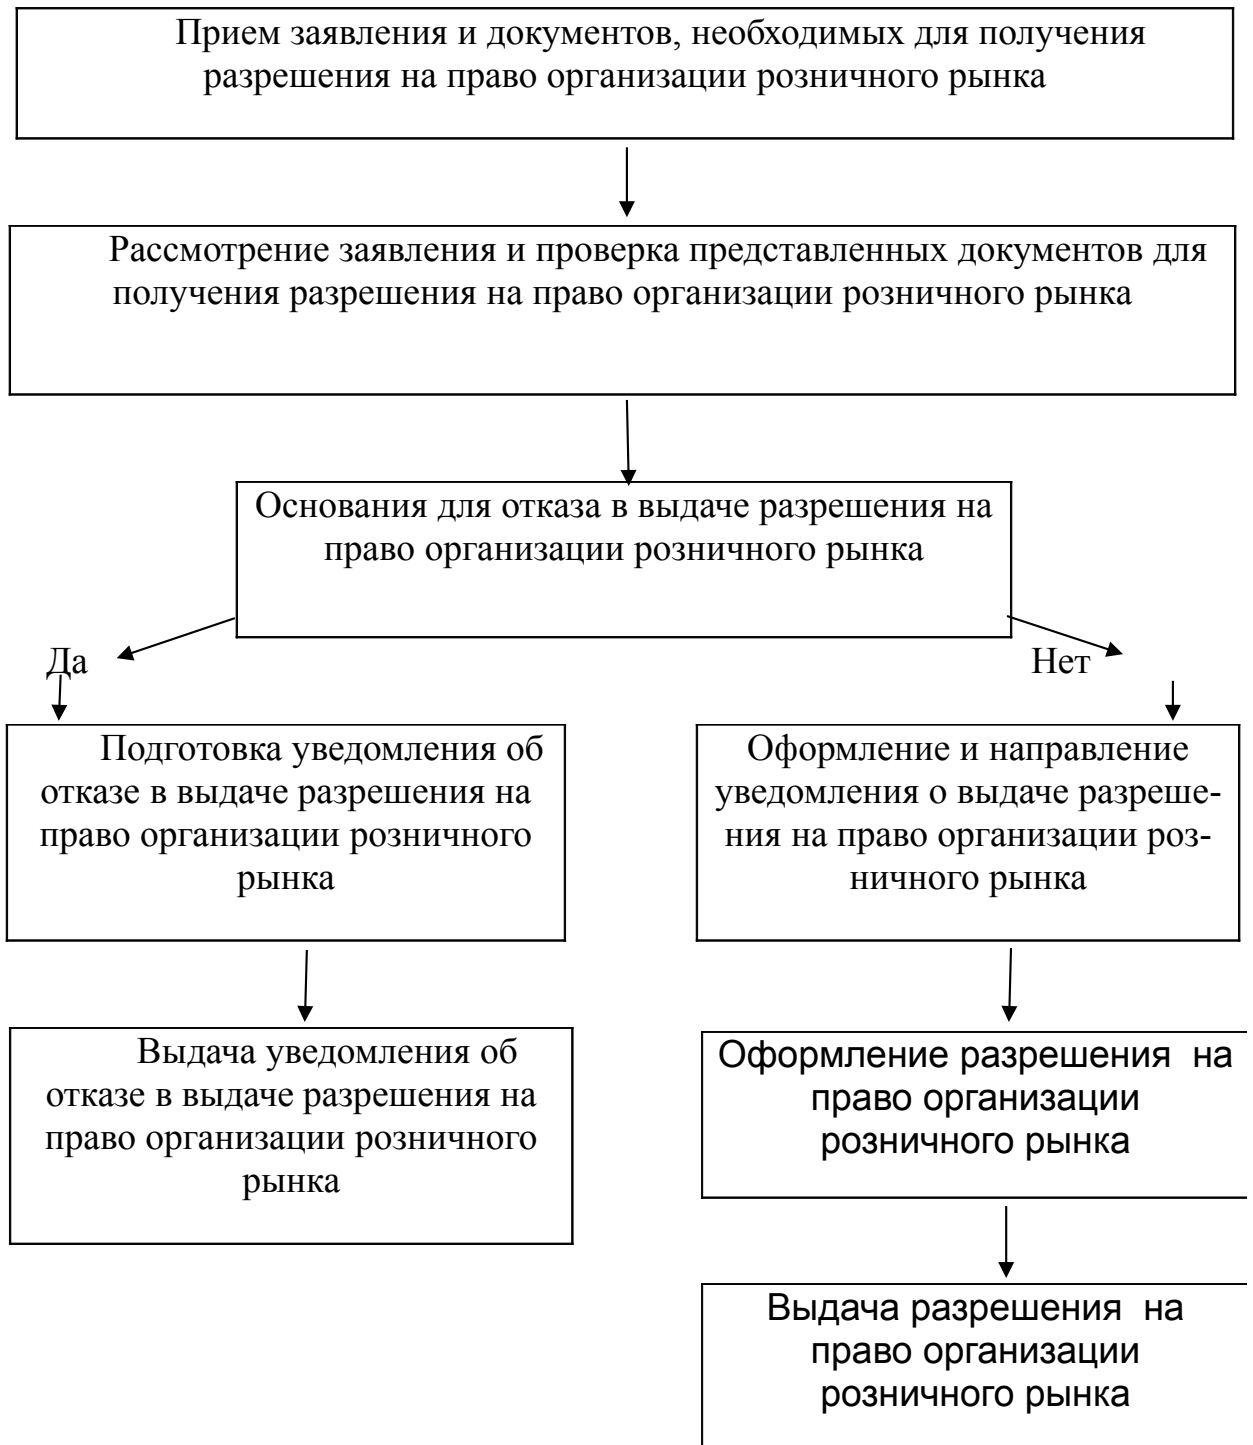 Прием заявления и документов, необходимых для получения
разрешения на право организации розничного рынка
Рассмотрение заявления и проверка представленных документов для
получения разрешения на право организации розничного рынка
Основания для отказа в выдаче разрешения на
право организации розничного рынка
Да
Нет
Подготовка уведомления об
отказе в выдаче разрешения на
право организации розничного
рынка
Оформление и направление
уведомления о выдаче разреше-
ния на право организации роз-
ничного рынка
Выдача уведомления об
отказе в выдаче разрешения на
право организации розничного
рынка
Оформление разрешения  на
право организации
розничного рынка
Выдача разрешения  на
право организации
розничного рынка